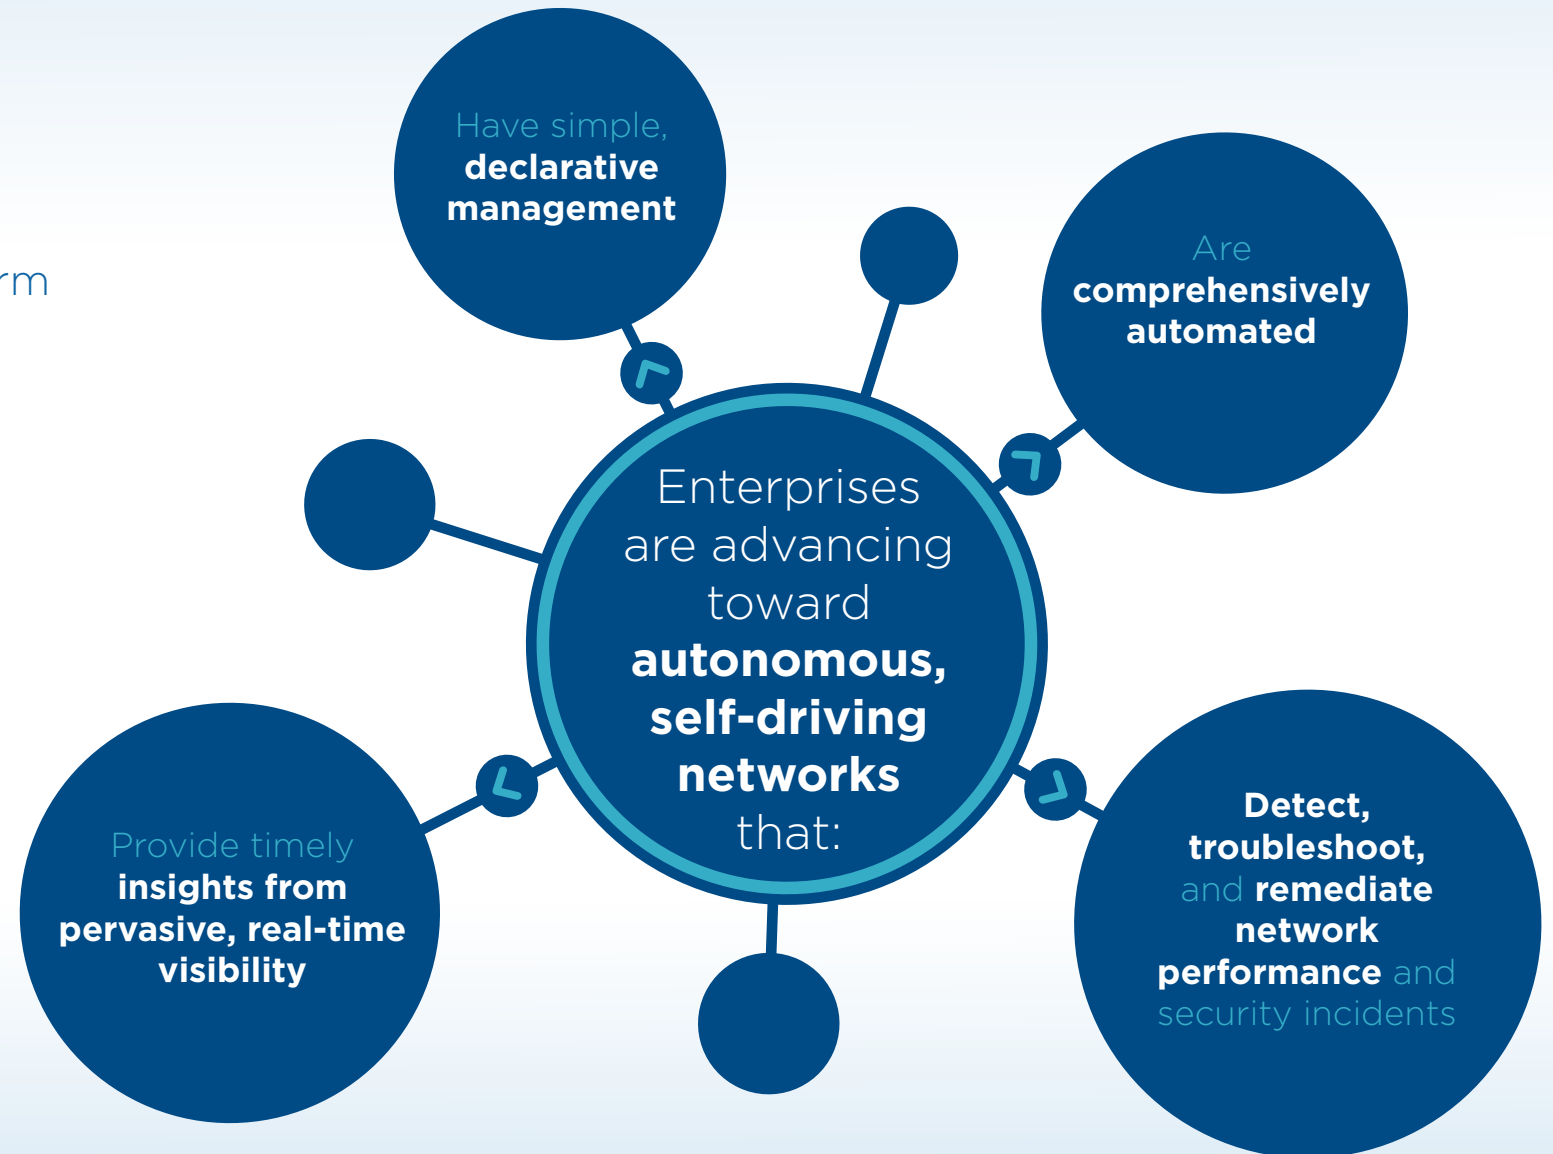 Have simple,
declarative
management
Are
comprehensively
automated
Enterprises
are advancing
toward
autonomous,
self-driving
networks
that:
Provide timely
insights from
pervasive, real-time
visibility
Detect,
troubleshoot,
and remediate
network
performance and
security incidents